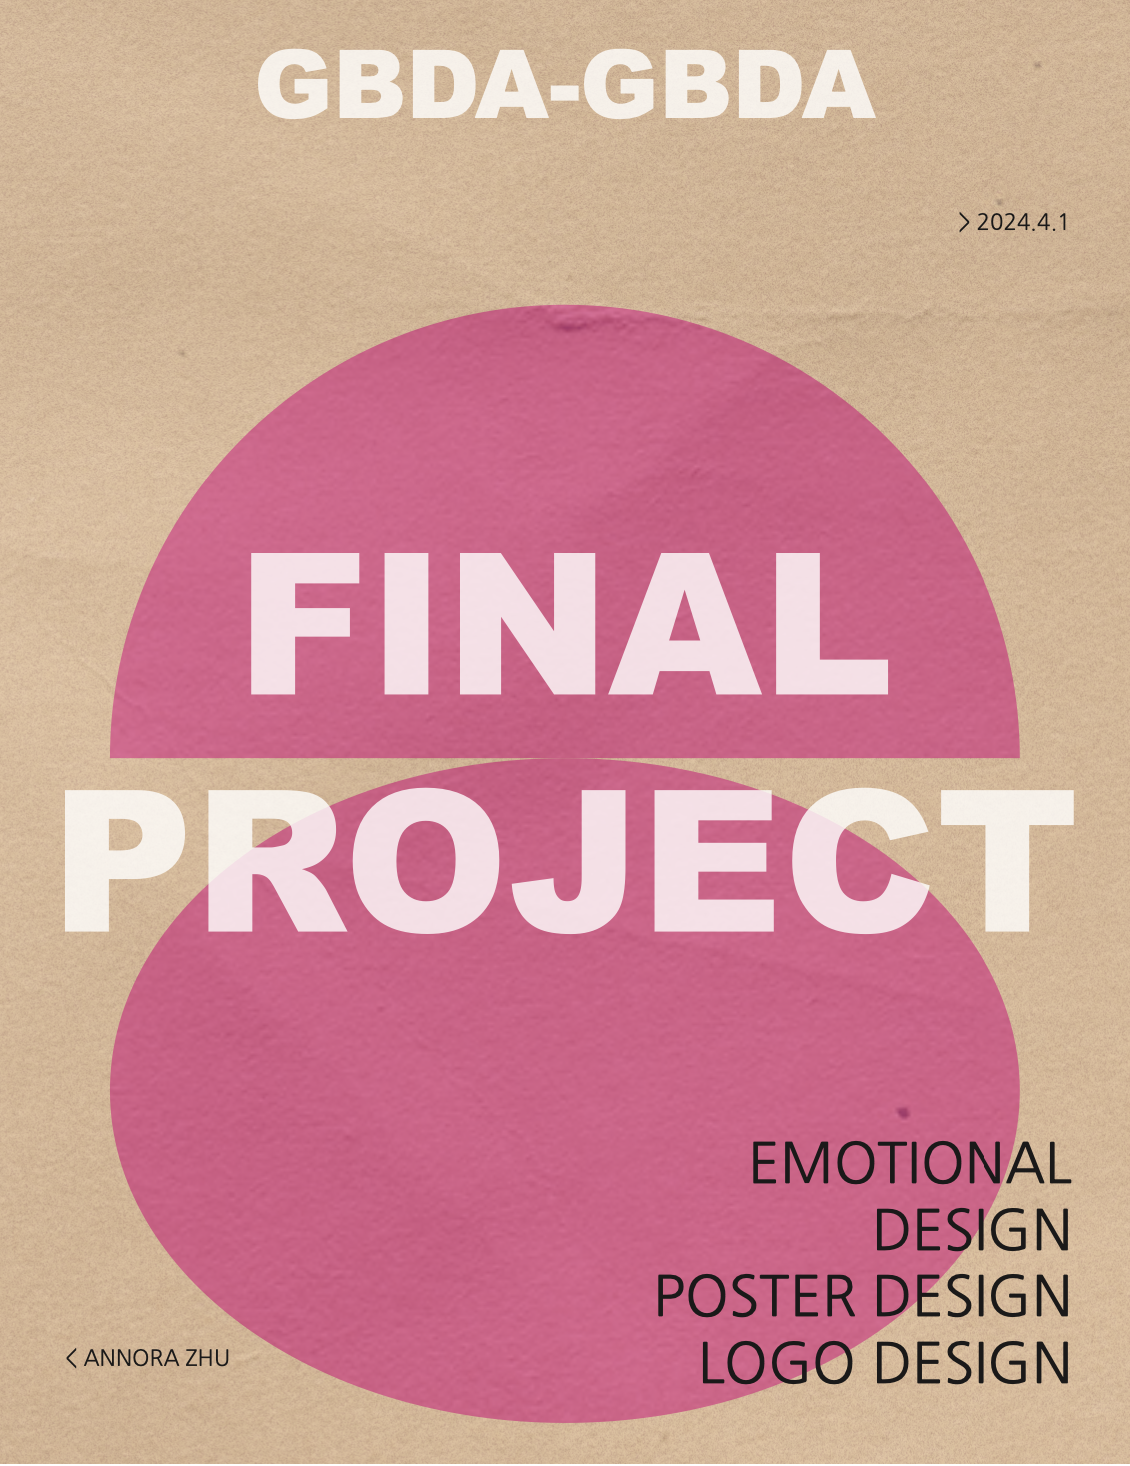 GBDA-GBDA
> 2024.4.1
FINAL
PROJECT
EMOTIONAL
DESIGN
POSTER DESIGN
LOGO DESIGN
< ANNORA ZHU